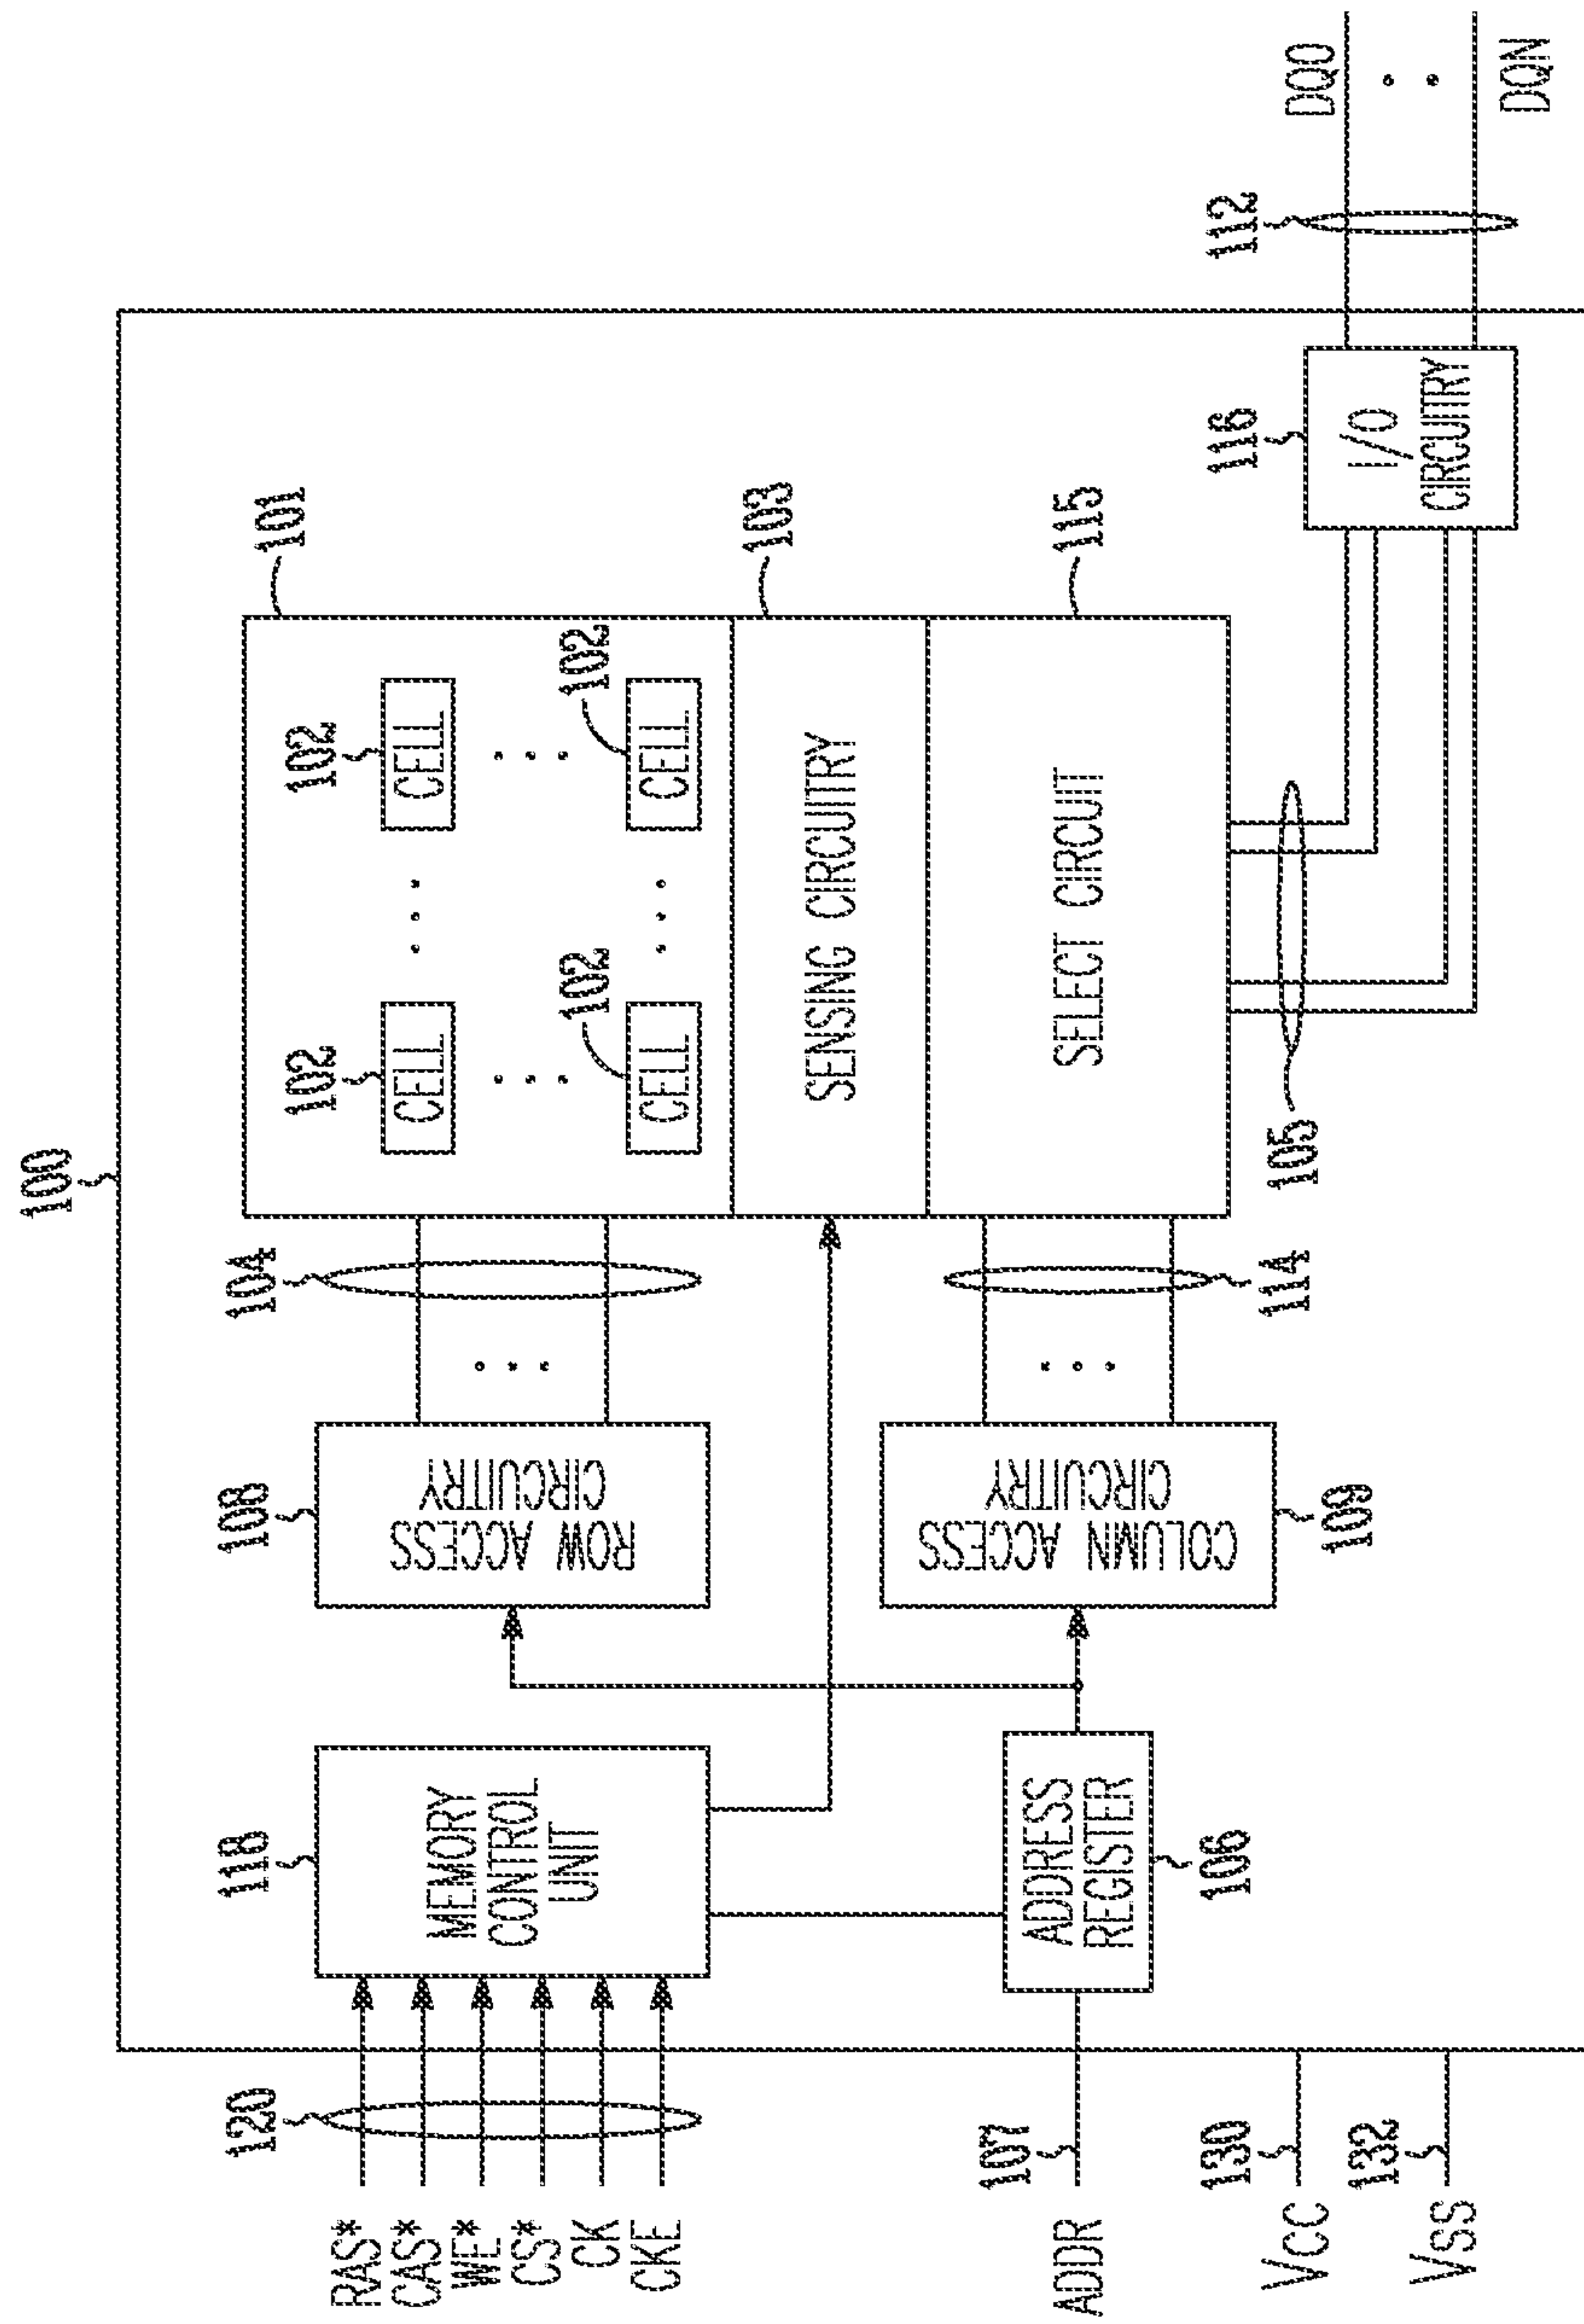 100
101
102
CELL
102
CELL
102
CELL
102
CELL
103
SENSING CIRCUITRY
115
SELECT CIRCUIT
104
108
ROW ACCESS
CIRCUITRY
114
COLUMN ACCESS
CIRCUITRY
109
118
MEMORY
CONTROL
UNIT
120
RAS*
CAS*
WE*
CS*
CK
CKE
ADDRESS
REGISTER
106
107
ADDR
130
VCC
132
VSS
105
116
I/O
CIRCUITRY
112
DQ0
DQN